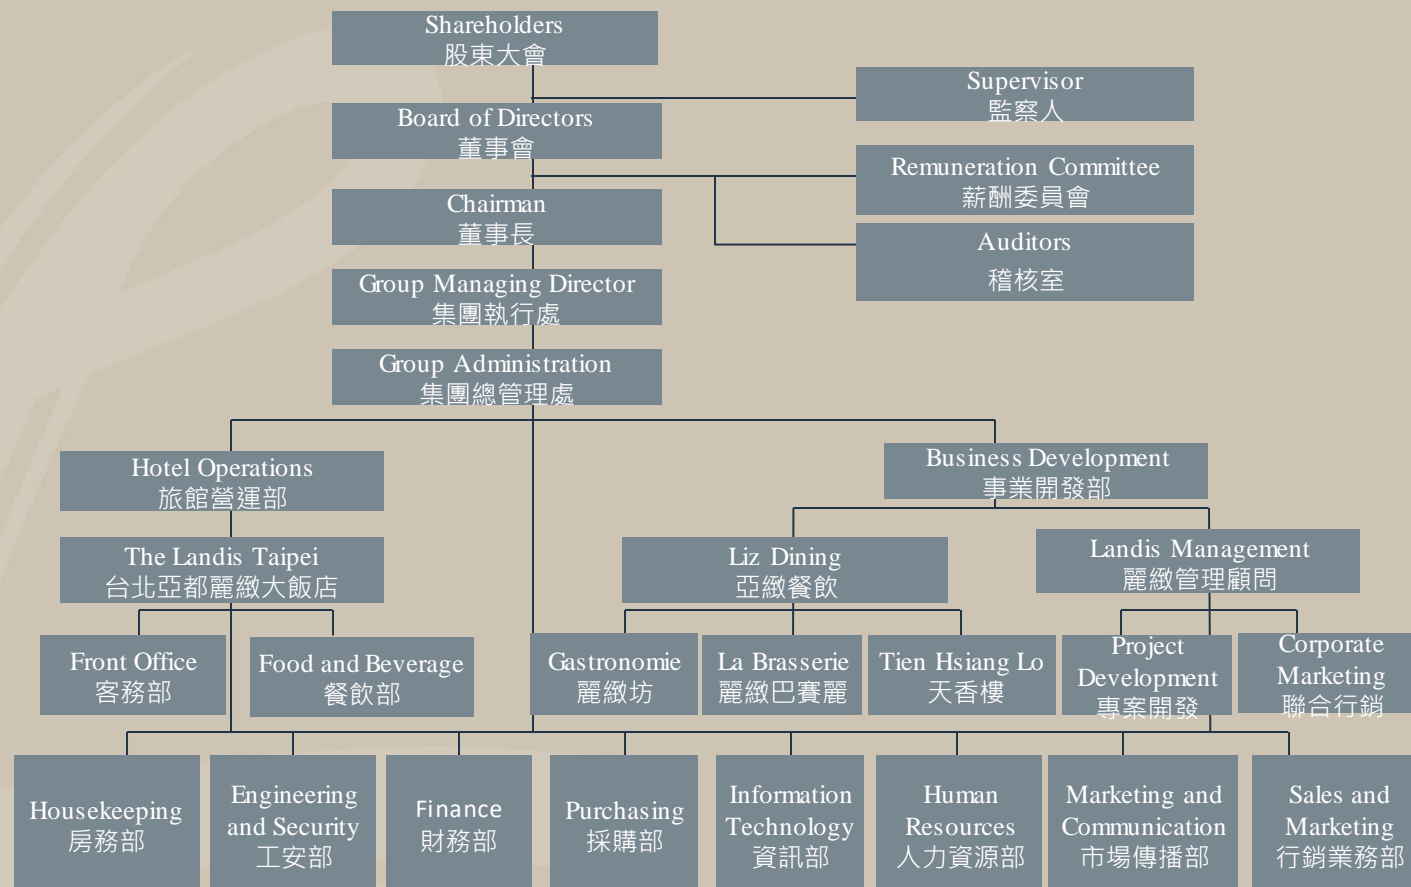 Shareholders
股東大會
Supervisor
監察人
Board of Directors
董事會
Remuneration Committee
薪酬委員會
Chairman
董事長
Auditors
稽核室
Group Managing Director
集團執行處
Group Administration
集團總管理處
Hotel Operations
旅館營運部
Business Development
事業開發部
The Landis Taipei
台北亞都麗緻大飯店
Liz Dining
亞緻餐飲
Landis Management
麗緻管理顧問
Front Office
客務部
Food and Beverage
餐飲部
Gastronomie
麗緻坊
La Brasserie
麗緻巴賽麗
Tien Hsiang Lo
天香樓
Project
Development
專案開發
Corporate
Marketing
聯合行銷
Housekeeping
房務部
Engineering
and Security
工安部
Finance
財務部
Purchasing
採購部
Information
Technology
資訊部
Human
Resources
人力資源部
Marketing and
Communication
市場傳播部
Sales and
Marketing
行銷業務部